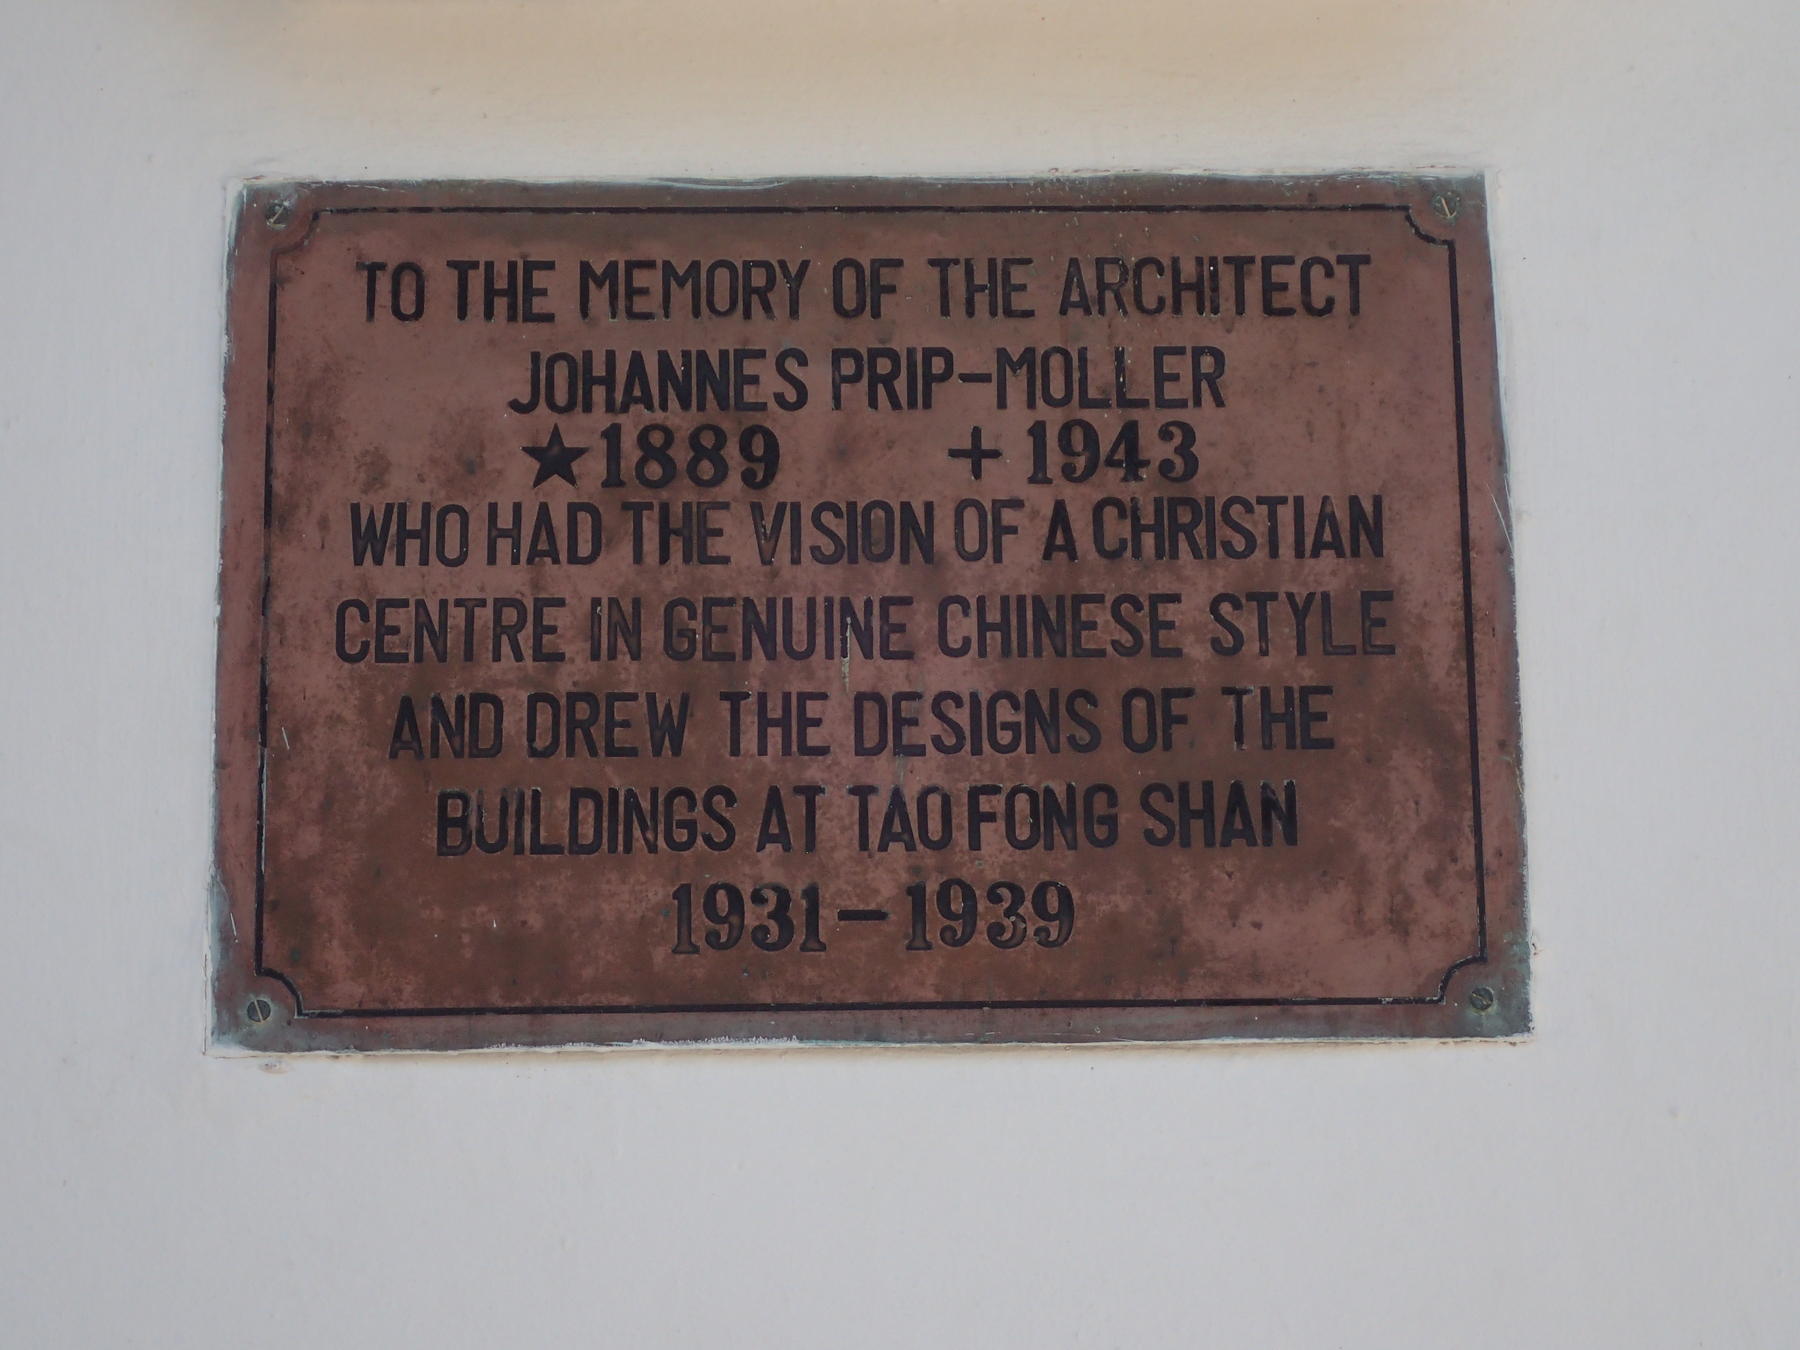 TO THE MEMORY OF THE ARCHITECT
JOHANNES PRIP-MOLLER
★1889 +1943
WHO HAD THE VISION OF A CHRISTIAN
CENTRE IN GENUINE CHINESE STYLE
AND DREW THE DESIGNS OF THE
BUILDINGS AT TAO FONG SHAN
1931-1939